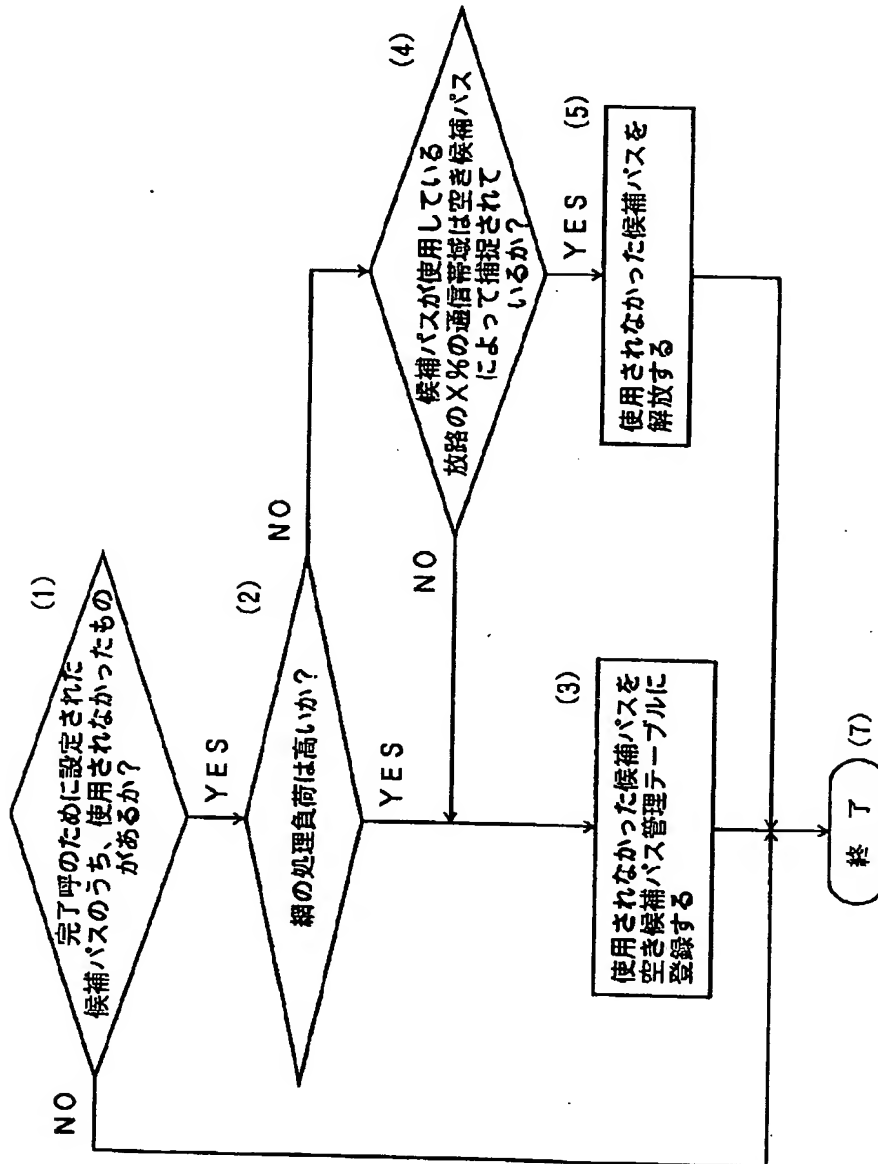 (1)
完了呼のために設定された
候補パスのうち、使用されなかったもの
があるか？
NO
YES
(2)
網の処理負荷は高いか？
NO
YES
(3)
使用されなかった候補パスを
空き候補パス管理テーブルに
登録する
(4)
候補パスが使用している
放路のX％の通信帯域は空き候補パス
によって捕捉されて
いるか？
NO
YES
(5)
使用されなかった候補パスを
解放する
終了
(7)